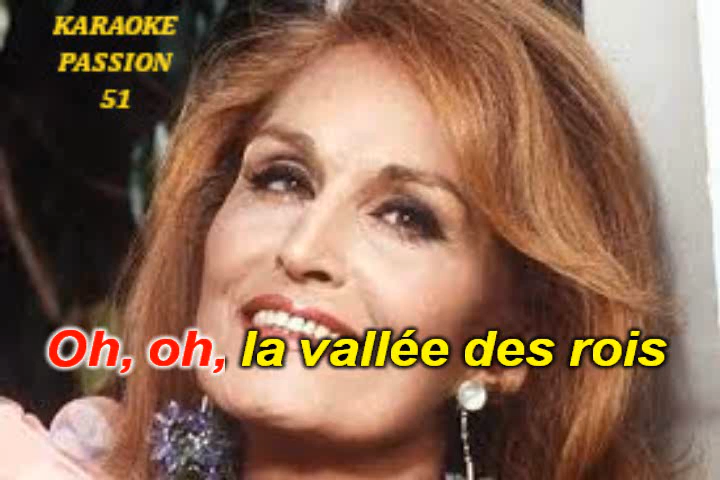 KARAOKE
PASSION
51
Oh, oh, la vallée des rois